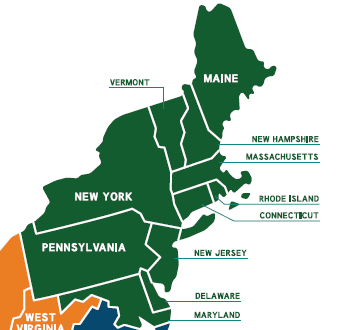 MAINE
VERMONT
NEW HAMPSHIRE
MASSACHUSETTS
NEW YORK
RHODE ISLAND
CONNECTICUT
PENNSYLVANIA
NEW JERSEY
DELAWARE
MARYLAND
WEST
VIRGINIA